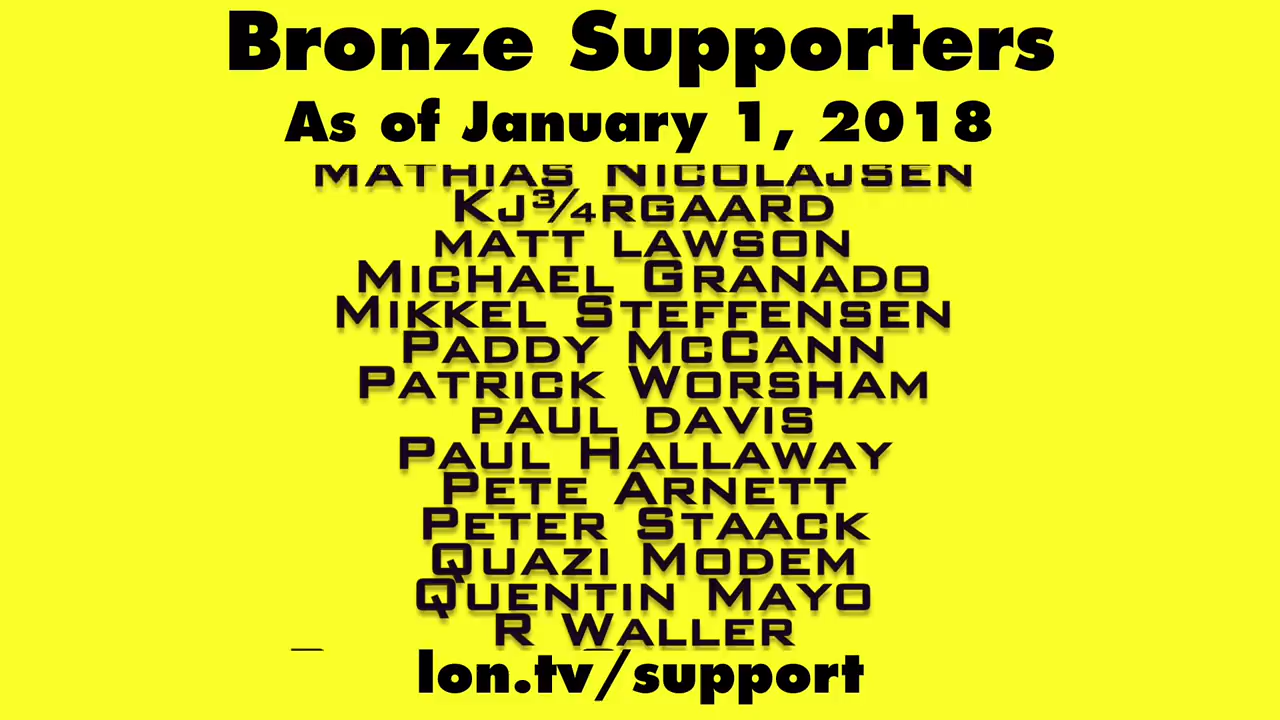 Bronze Supporters
As of January 1, 2018
MATHIAS NICOLAJSEN
KJ¾RGAARD
MATT LAWSON
MICHAEL GRANADO
MIKKEL STEFFENSEN
PADDY MCCANN
PATRICK WORSHAM
PAUL DAVIS
PAUL HALLAWAY
PETE ARNETT
PETER STAACK
QUAZI MODEM
QUENTIN MAYO
R WALLER
lon.tv/support